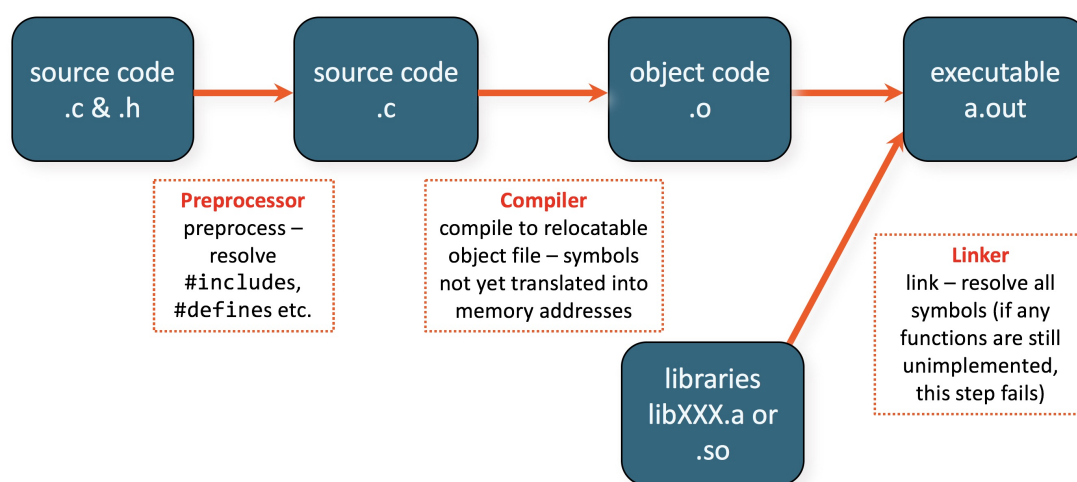 source code
.c & .h
source code
.c
object code
.o
executable
a.out
Preprocessor
preprocess –
resolve
#includes,
#defines etc.
Compiler
compile to relocatable
object file – symbols
not yet translated into
memory addresses
Linker
link – resolve all
symbols (if any
functions are still
unimplemented,
this step fails)
libraries
libXXX.a or
.so